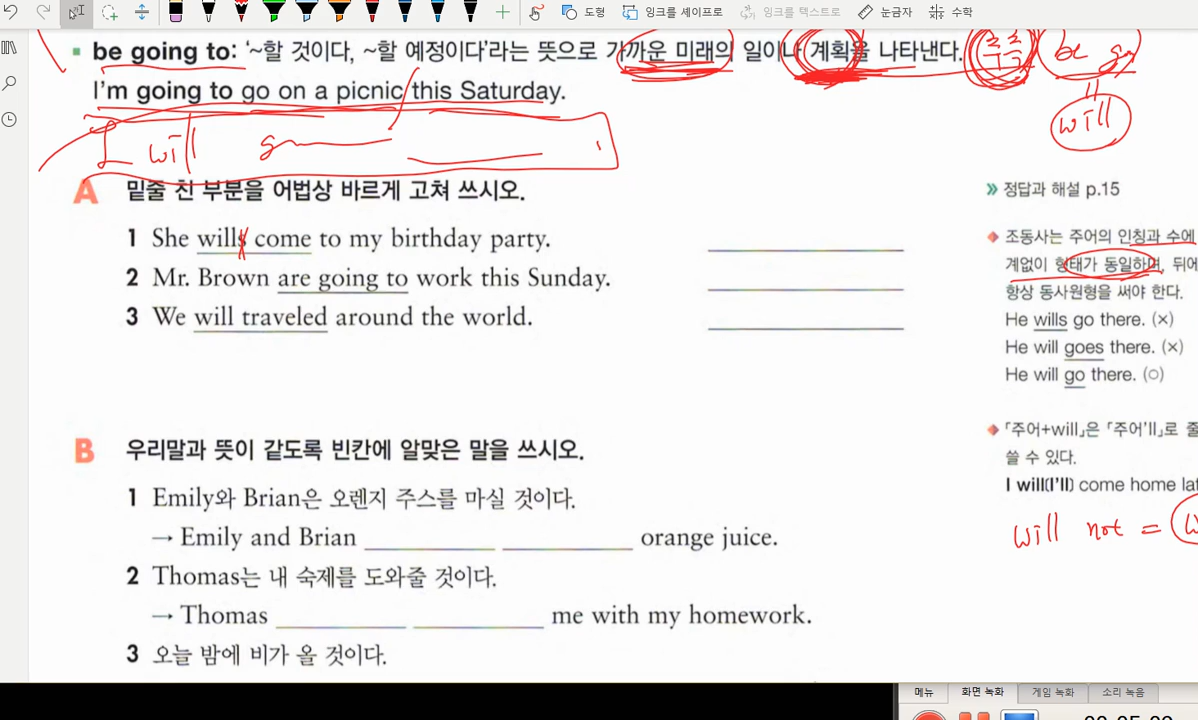 도형 잉크를 셰이프로 잉크를 텍스트로 눈금자 수학
▪ be going to: '~할 것이다, ~할 예정이다'라는 뜻으로 가까운 미래의 일이나 계획을 나타낸다.
be go
I'm going to go on a picnic this Saturday.
will
I will g
A 밑줄 친 부분을 어법상 바르게 고쳐 쓰시오.
1 She wills come to my birthday party.
2 Mr. Brown are going to work this Sunday.
3 We will traveled around the world.
» 정답과 해설 p.15
조동사는 주어의 인칭과 수에
계없이 형태가 동일하며, 뒤에
항상 동사원형을 써야 한다.
He wills go there. (×)
He will goes there. (×)
He will go there. (○)
「주어+will」은 「주어'll」로 줄
쓸 수 있다.
I will(I'll) come home lat
will not = w
B 우리말과 뜻이 같도록 빈칸에 알맞은 말을 쓰시오.
1 Emily와 Brian은 오렌지 주스를 마실 것이다.
→ Emily and Brian ________ ________ orange juice.
2 Thomas는 내 숙제를 도와줄 것이다.
→ Thomas ________ ________ me with my homework.
3 오늘 밤에 비가 올 것이다.
메뉴 화면 녹화 게임 녹화 소리 녹음